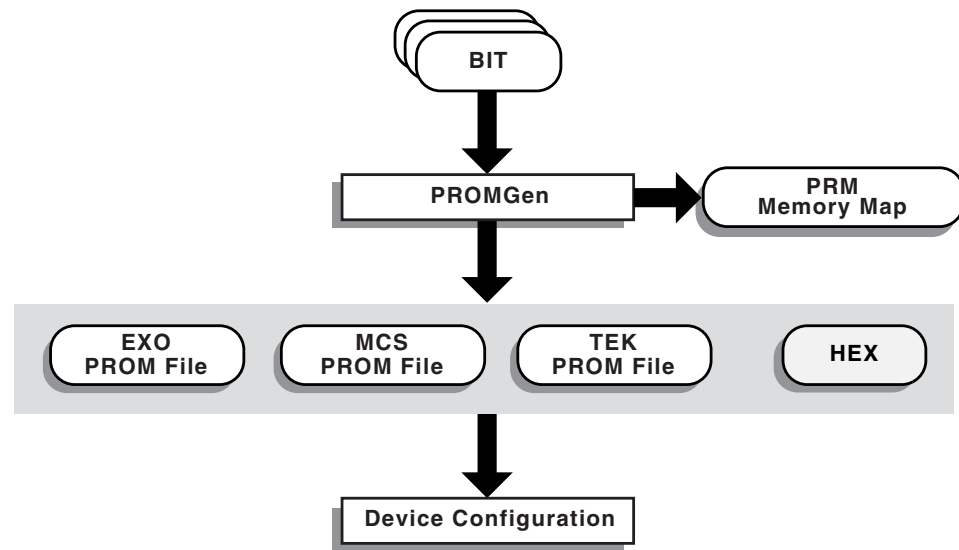 BIT
PROMGen
PRM
Memory Map
EXO
PROM File
MCS
PROM File
TEK
PROM File
HEX
Device Configuration